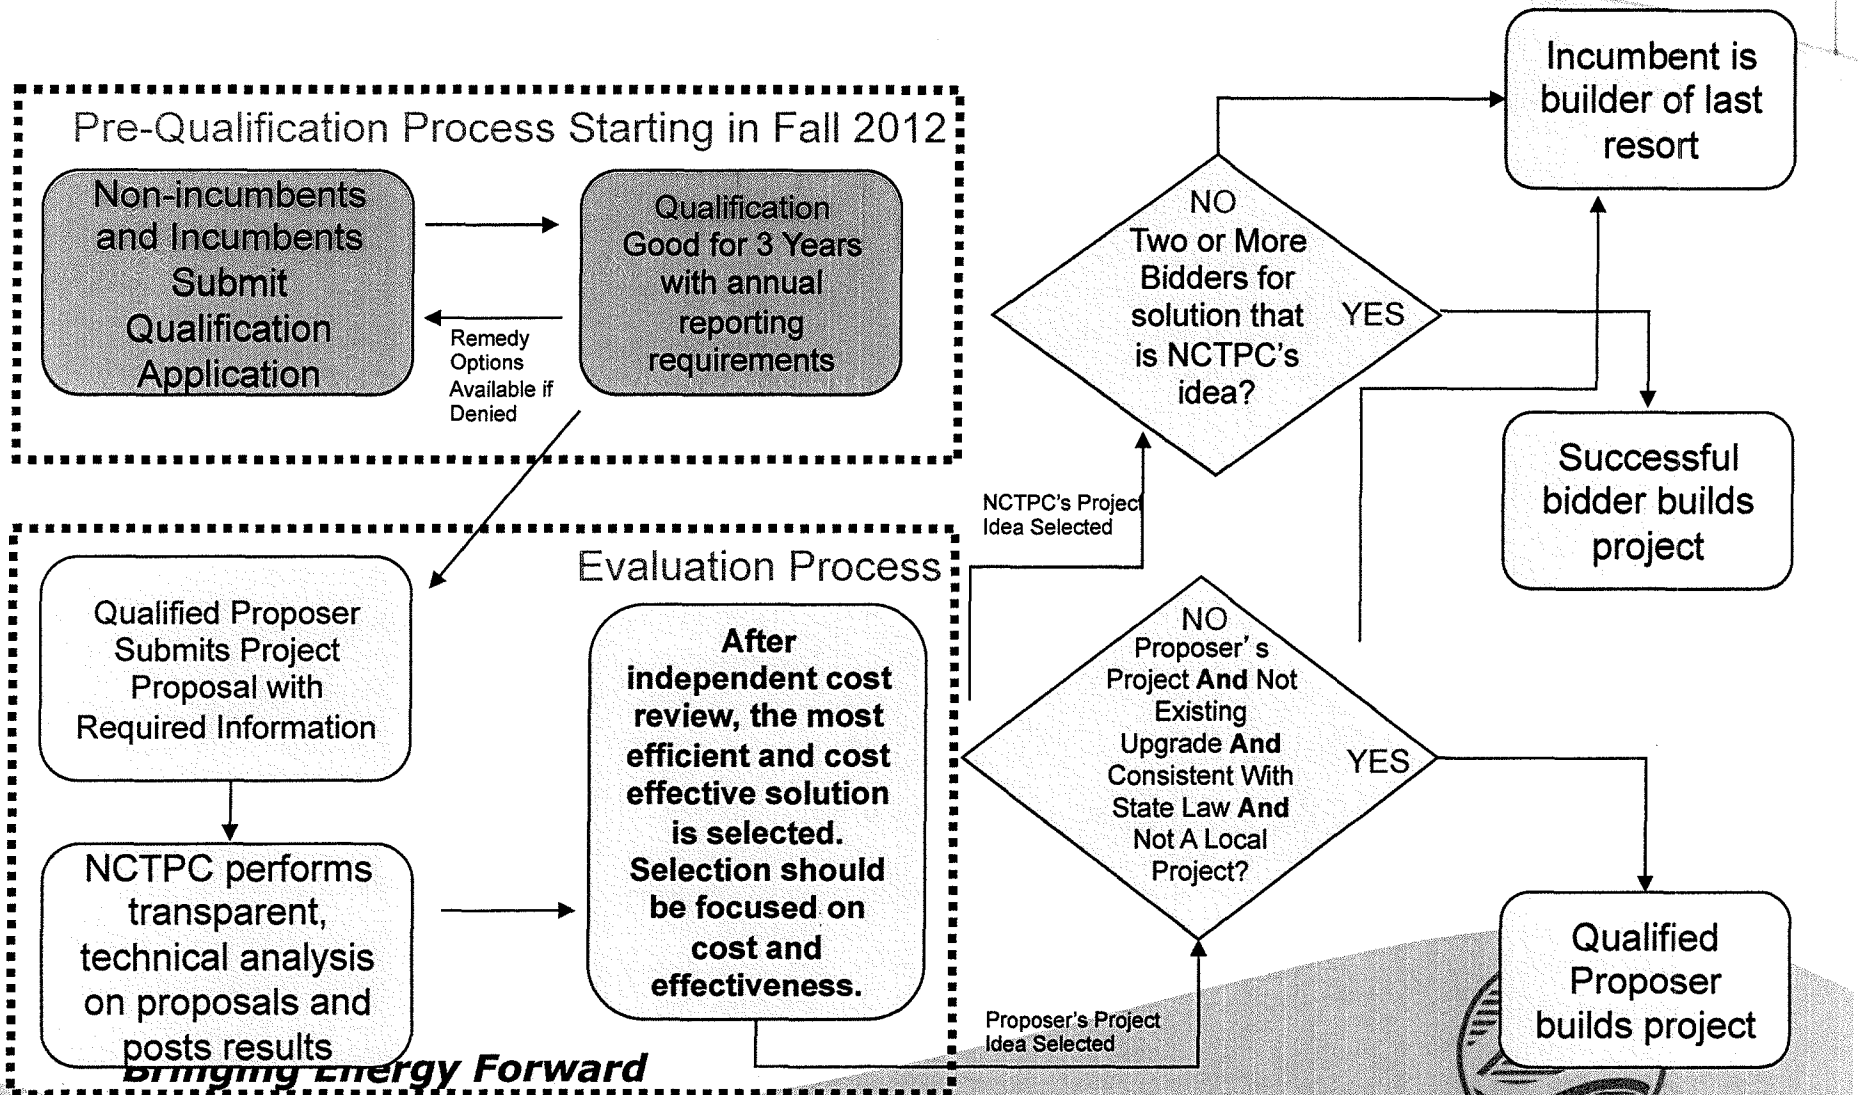 Pre-Qualification Process Starting in Fall 2012
Non-incumbents
and Incumbents
Submit
Qualification
Application
Qualification
Good for 3 Years
with annual
reporting
requirements
Remedy
Options
Available if
Denied
Evaluation Process
Qualified Proposer
Submits Project
Proposal with
Required Information
NCTPC performs
transparent,
technical analysis
on proposals and
posts results
After
independent cost
review, the most
efficient and cost
effective solution
is selected.
Selection should
be focused on
cost and
effectiveness.
NCTPC's Project
Idea Selected
Proposer's Project
Idea Selected
NO
Two or More
Bidders for
solution that
is NCTPC's
idea?
YES
NO
Proposer's
Project And Not
Existing
Upgrade And
Consistent With
State Law And
Not A Local
Project?
YES
Incumbent is
builder of last
resort
Successful
bidder builds
project
Qualified
Proposer
builds project
Bringing Energy Forward